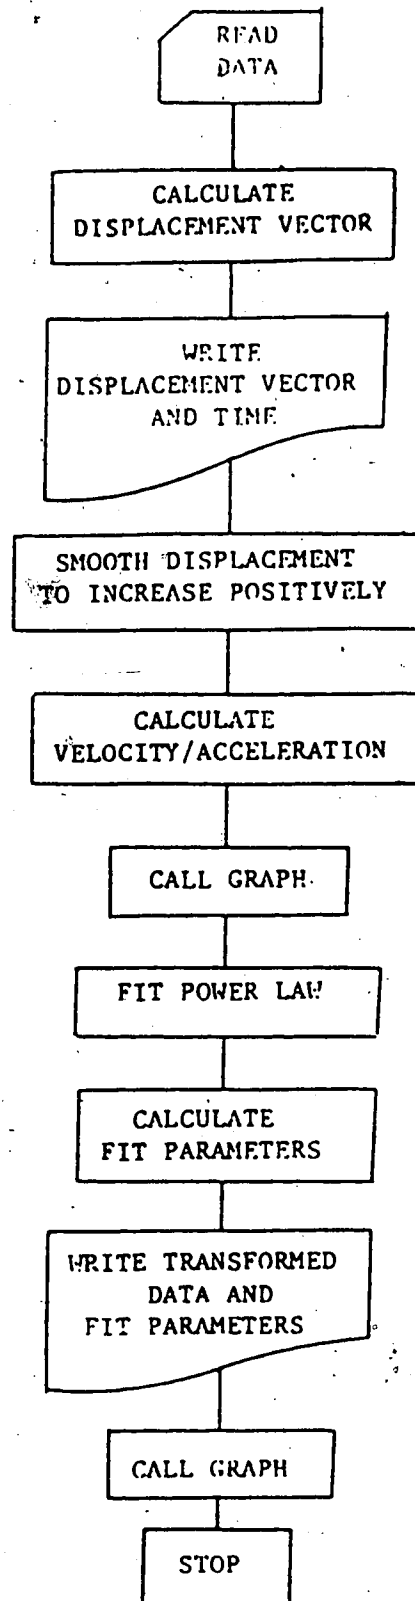 READ
DATA
CALCULATE
DISPLACEMENT VECTOR
WRITE
DISPLACEMENT VECTOR
AND TIME
SMOOTH DISPLACEMENT
TO INCREASE POSITIVELY
CALCULATE
VELOCITY/ACCELERATION
CALL GRAPH
FIT POWER LAW
CALCULATE
FIT PARAMETERS
WRITE TRANSFORMED
DATA AND
FIT PARAMETERS
CALL GRAPH
STOP